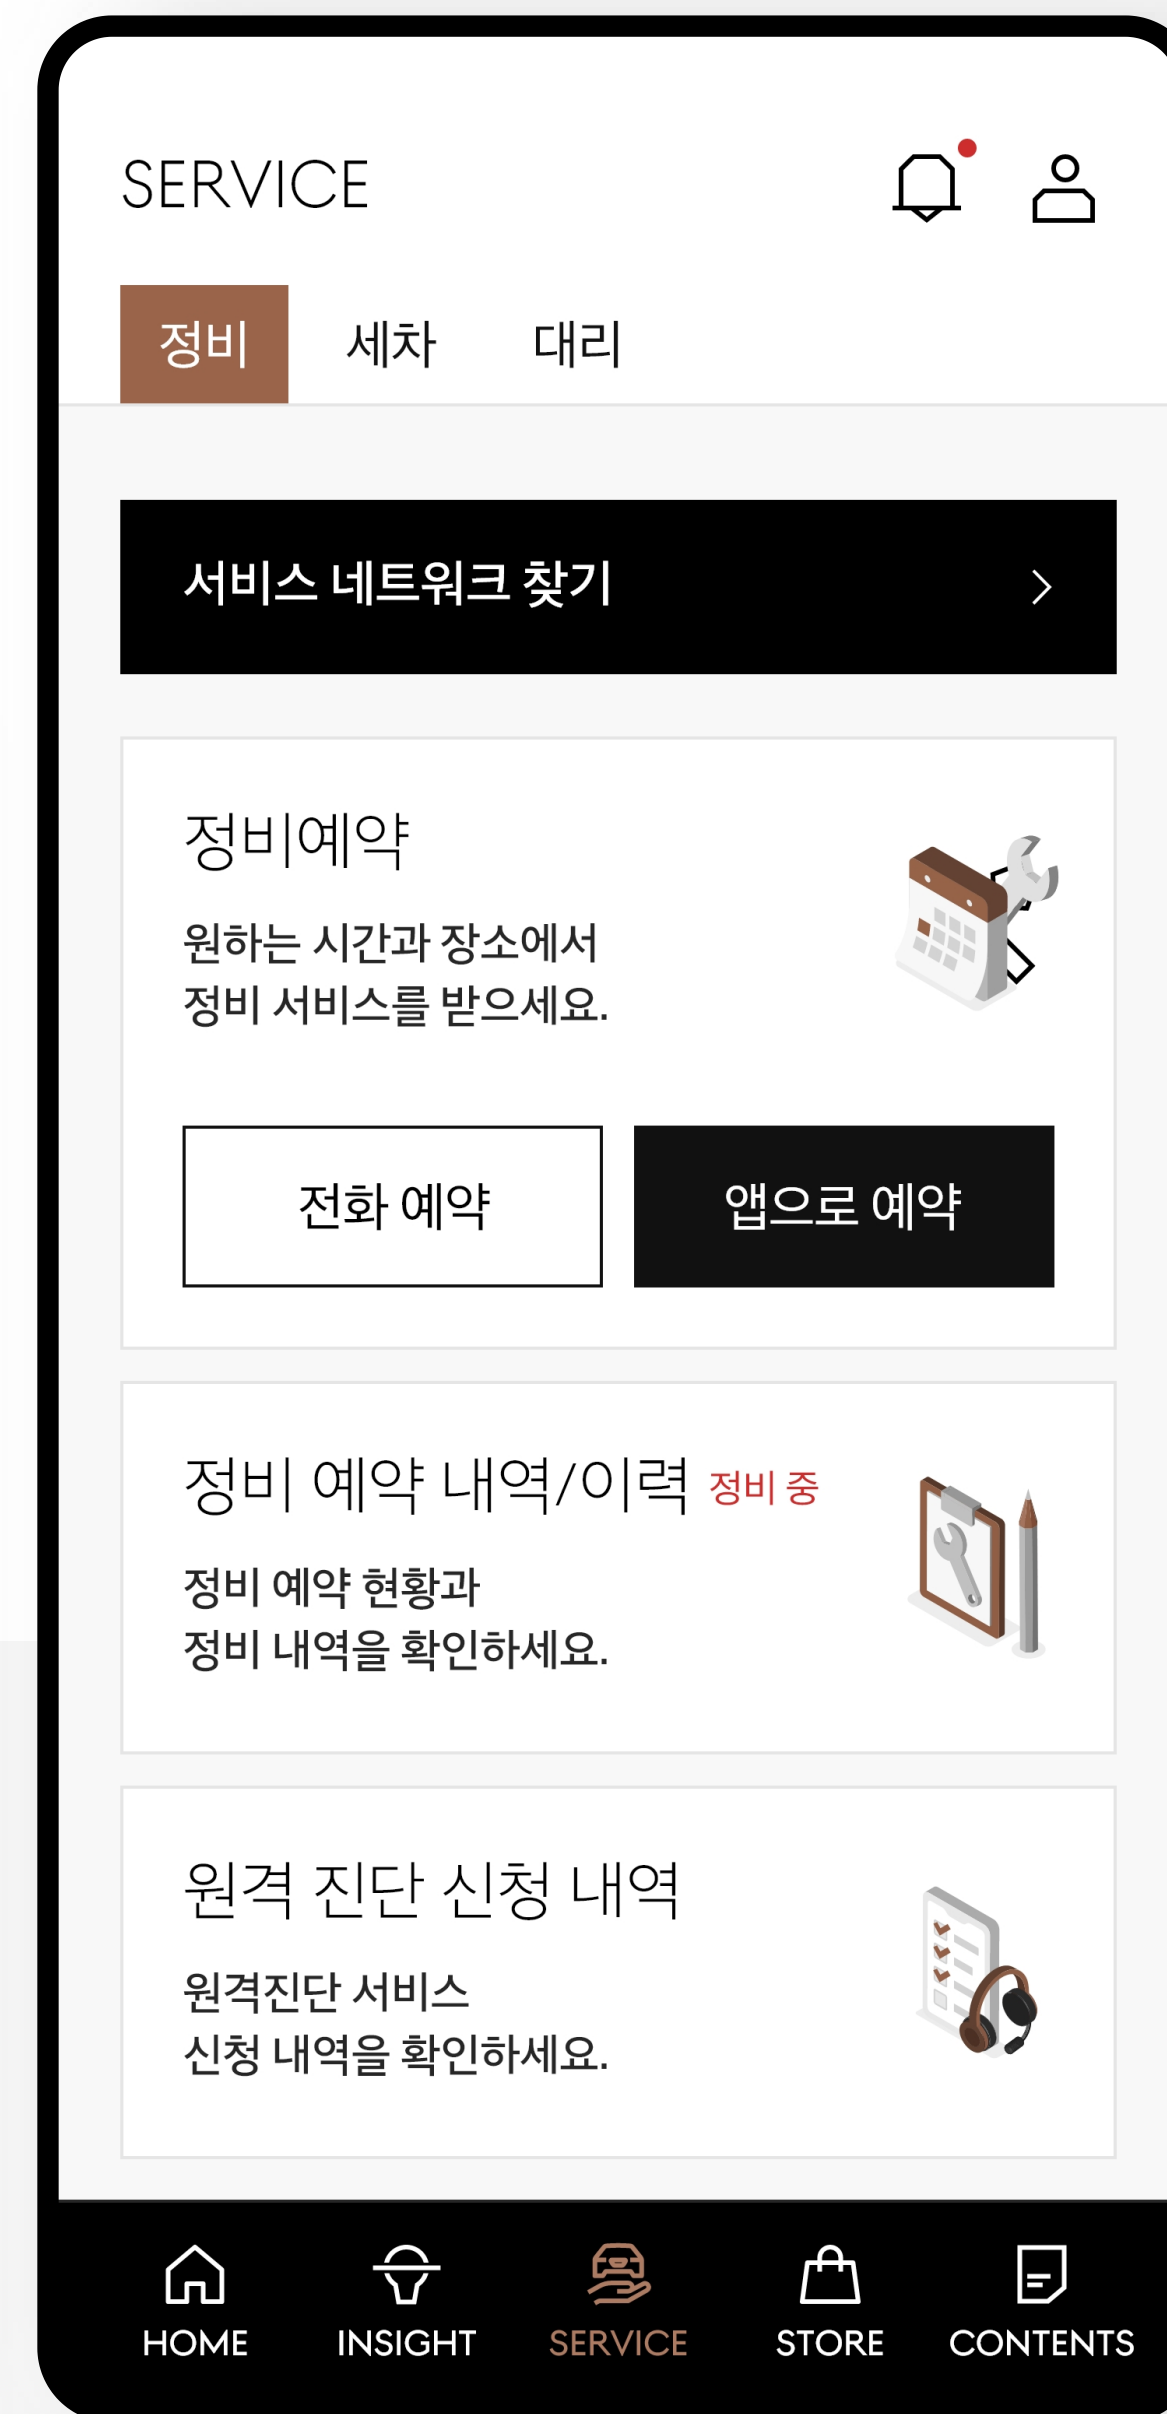 SERVICE
정비 세차 대리
서비스 네트워크 찾기
정비예약
원하는 시간과 장소에서
정비 서비스를 받으세요.
전화 예약 앱으로 예약
정비 예약 내역/이력 정비 중
정비 예약 현황과
정비 내역을 확인하세요.
원격 진단 신청 내역
원격진단 서비스
신청 내역을 확인하세요.
HOME INSIGHT SERVICE STORE CONTENTS